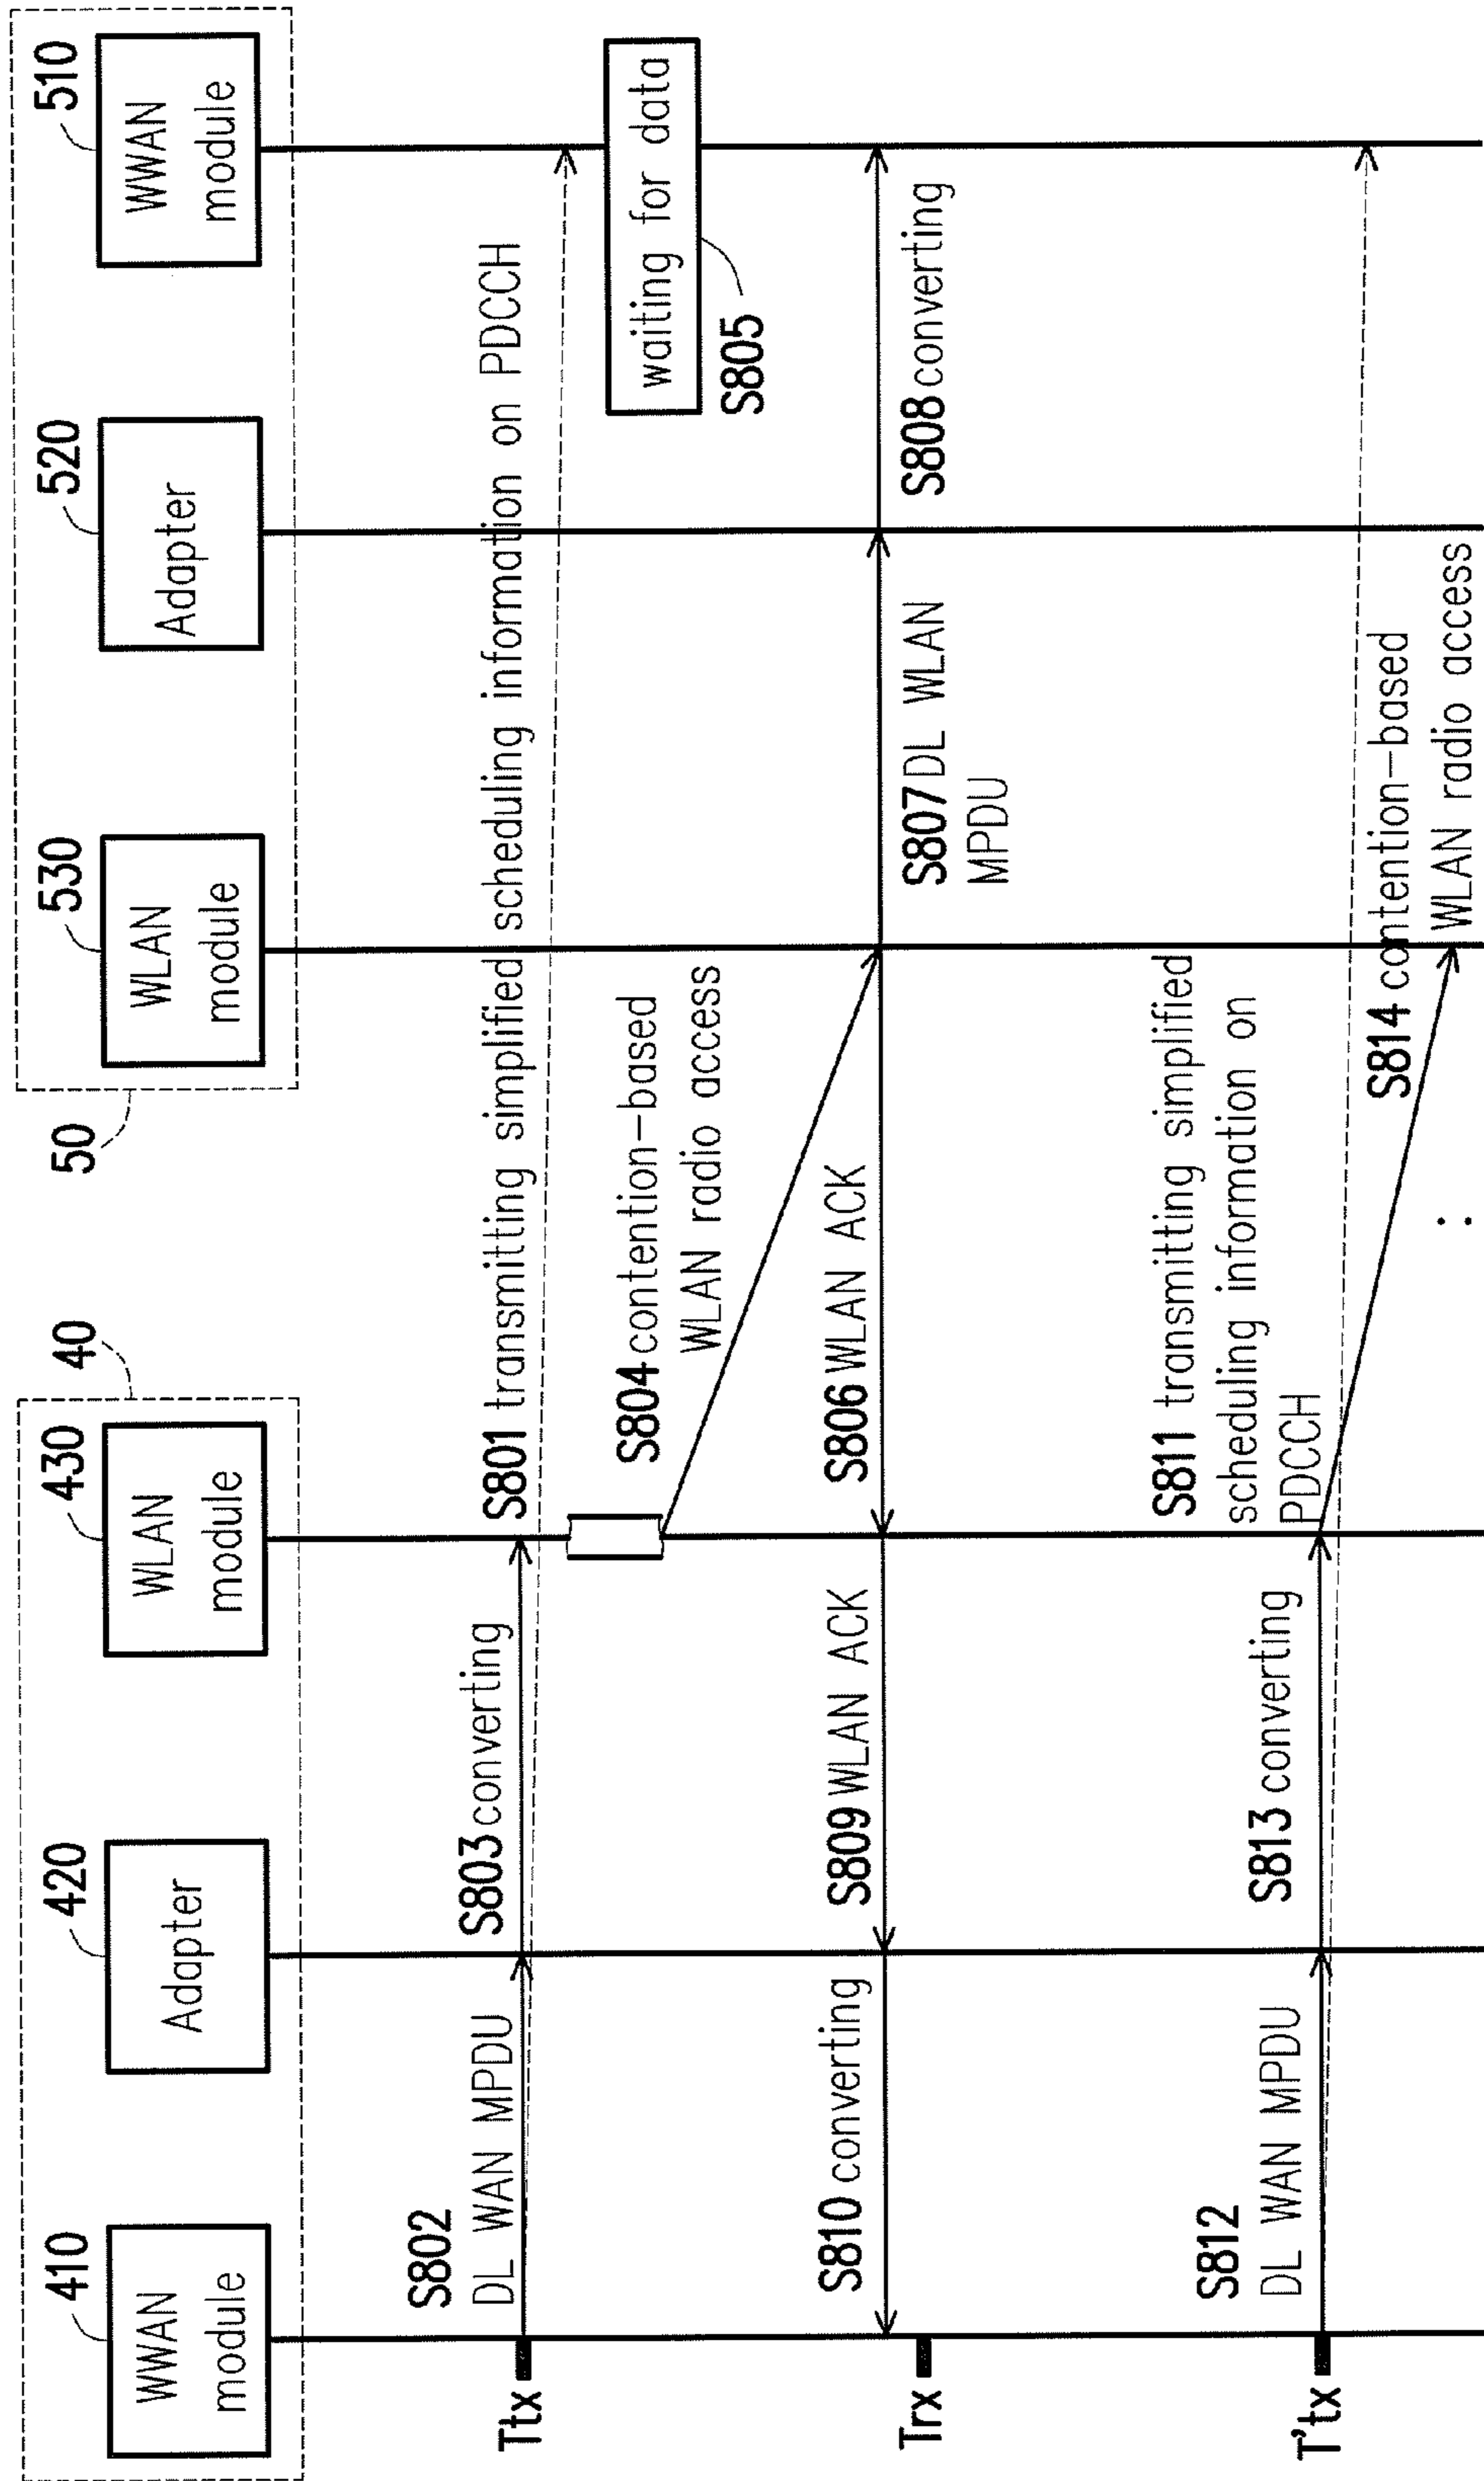 40
50
410
WWAN
module
420
Adapter
430
WLAN
module
530
WLAN
module
520
Adapter
510
WWAN
module
Ttx
S802
DL WAN MPDU
S803 converting
S801 transmitting simplified scheduling information on PDCCH
S804 contention-based
WLAN radio access
waiting for data
S805
S810 converting
S809 WLAN ACK
S806 WLAN ACK
S807 DL WLAN
MPDU
S808 converting
Trx
T'tx
S812
DL WAN MPDU
S813 converting
S811 transmitting simplified
scheduling information on
PDCCH
S814 contention-based
WLAN radio access
: